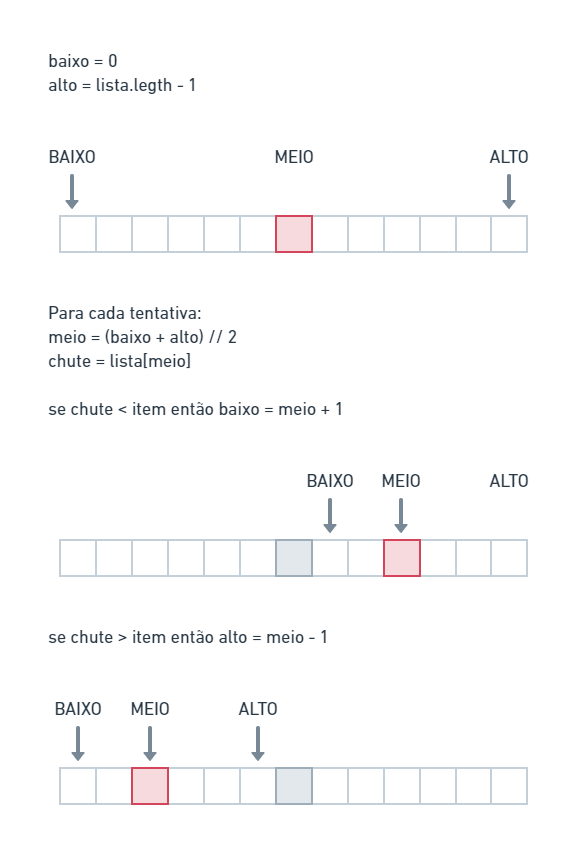 baixo = 0
alto = lista.legth - 1
BAIXO MEIO ALTO
Para cada tentativa:
meio = (baixo + alto) // 2
chute = lista[meio]
se chute < item então baixo = meio + 1
BAIXO MEIO ALTO
se chute > item então alto = meio - 1
BAIXO MEIO ALTO